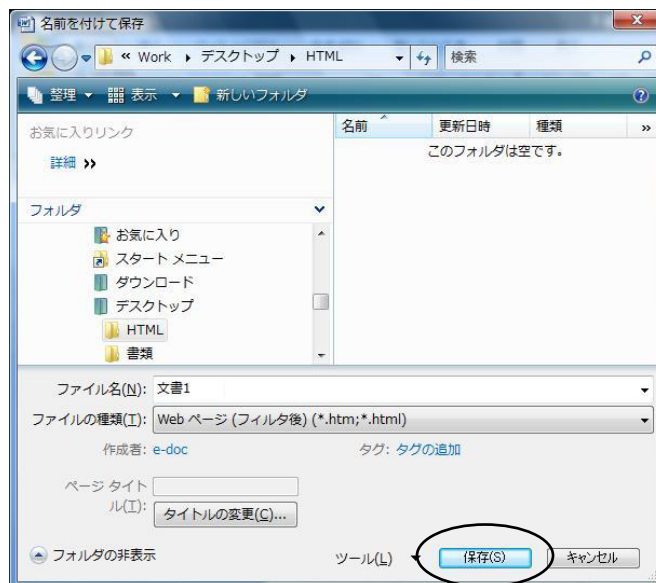 名前を付けて保存
« Work ▸ デスクトップ ▸ HTML 検索
整理 表示 新しいフォルダ
お気に入りリンク 名前 更新日時 種類 »
このフォルダは空です。
詳細 »
フォルダ
お気に入り
スタート メニュー
ダウンロード
デスクトップ
HTML
書類
ファイル名(N): 文書1
ファイルの種類(T): Web ページ (フィルタ後) (*.htm;*.html)
作成者: e-doc タグ: タグの追加
ページ タイト
ル(I):
タイトルの変更(C)...
フォルダの非表示 ツール(L) 保存(S) キャンセル